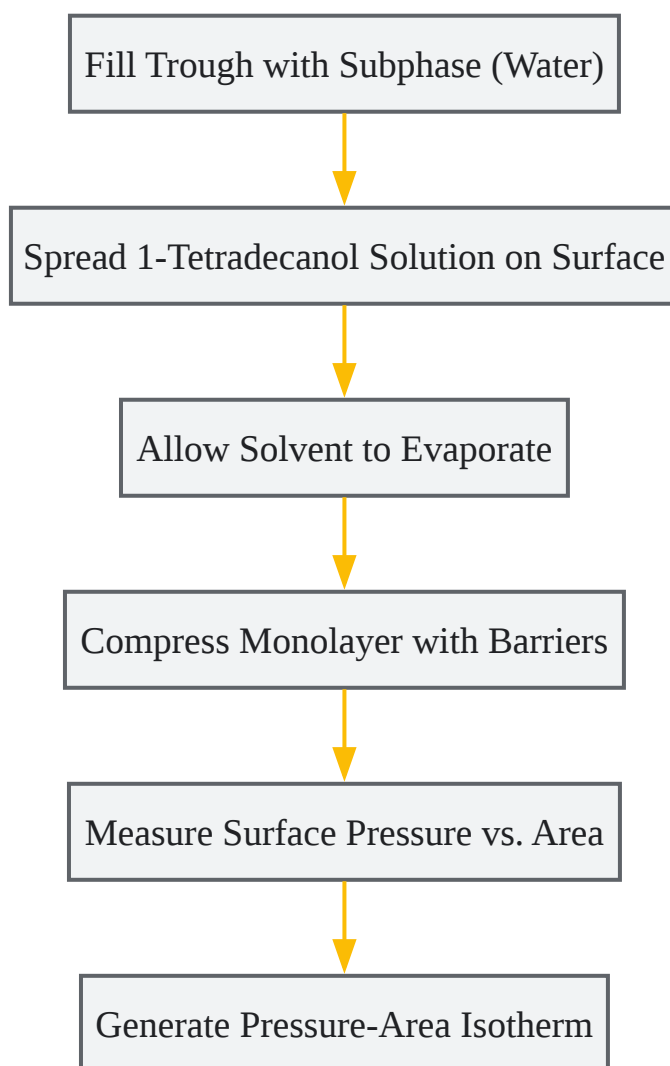 Fill Trough with Subphase (Water)
Spread 1-Tetradecanol Solution on Surface
Allow Solvent to Evaporate
Compress Monolayer with Barriers
Measure Surface Pressure vs. Area
Generate Pressure-Area Isotherm